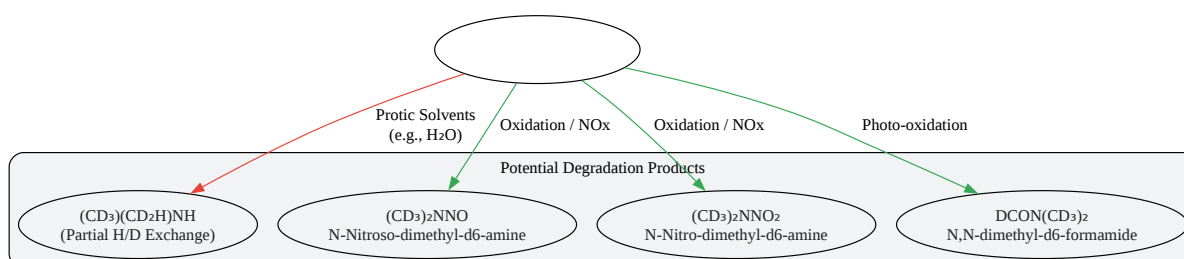 Protic Solvents
(e.g., H₂O)
Oxidation / NOx
Oxidation / NOx
Photo-oxidation
Potential Degradation Products
(CD₃)(CD₂H)NH
(Partial H/D Exchange)
(CD₃)₂NNO
N-Nitroso-dimethyl-d6-amine
(CD₃)₂NNO₂
N-Nitro-dimethyl-d6-amine
DCON(CD₃)₂
N,N-dimethyl-d6-formamide